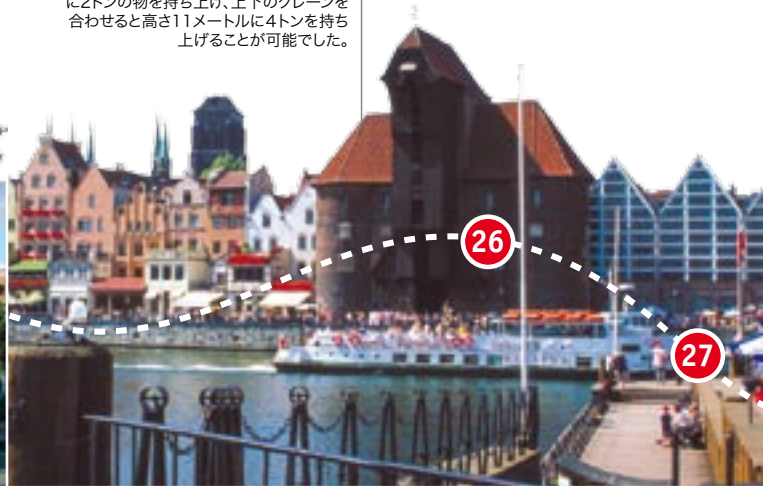 に2トンの物を持ち上げ、上下のクレーンを
合わせると高さ11メートルに4トンを持ち
上げることが可能でした。
26
27